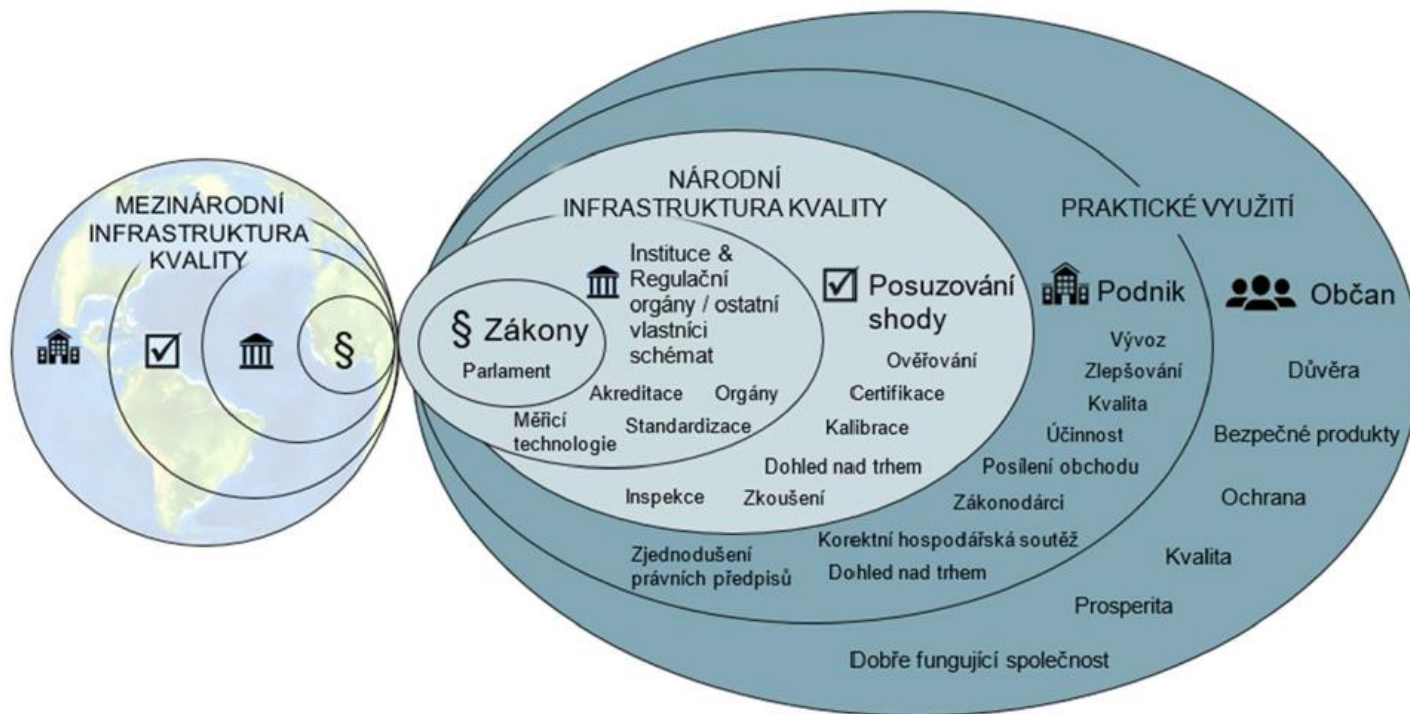 MEZINÁRODNÍ
INFRASTRUKTURA
KVALITY
§
NÁRODNÍ
INFRASTRUKTURA KVALITY
§ Zákony
Parlament
Instituce &
Regulační
orgány / ostatní
vlastníci
schémat
Akreditace
Orgány
Měřicí
technologie
Standardizace
Posuzování
shody
Ověřování
Certifikace
Kalibrace
Dohled nad trhem
Inspekce
Zkoušení
PRAKTICKÉ VYUŽITÍ
Podnik
Vývoz
Zlepšování
Kvalita
Účinnost
Posílení obchodu
Zákonodárci
Korektní hospodářská soutěž
Zjednodušení
právních předpisů
Dohled nad trhem
Občan
Důvěra
Bezpečné produkty
Ochrana
Kvalita
Prosperita
Dobře fungující společnost